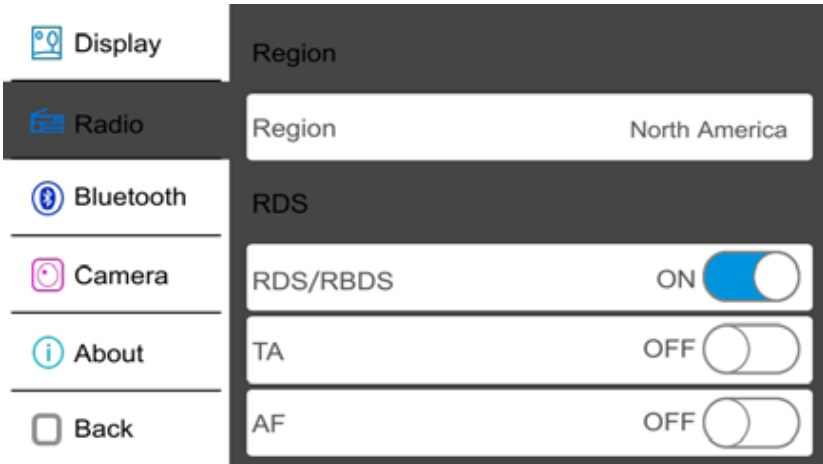 Display
Radio
Bluetooth
Camera
About
Back
Region
Region North America
RDS
RDS/RBDS ON
TA OFF
AF OFF